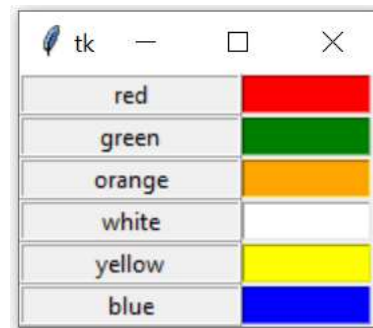 tk
red
green
orange
white
yellow
blue